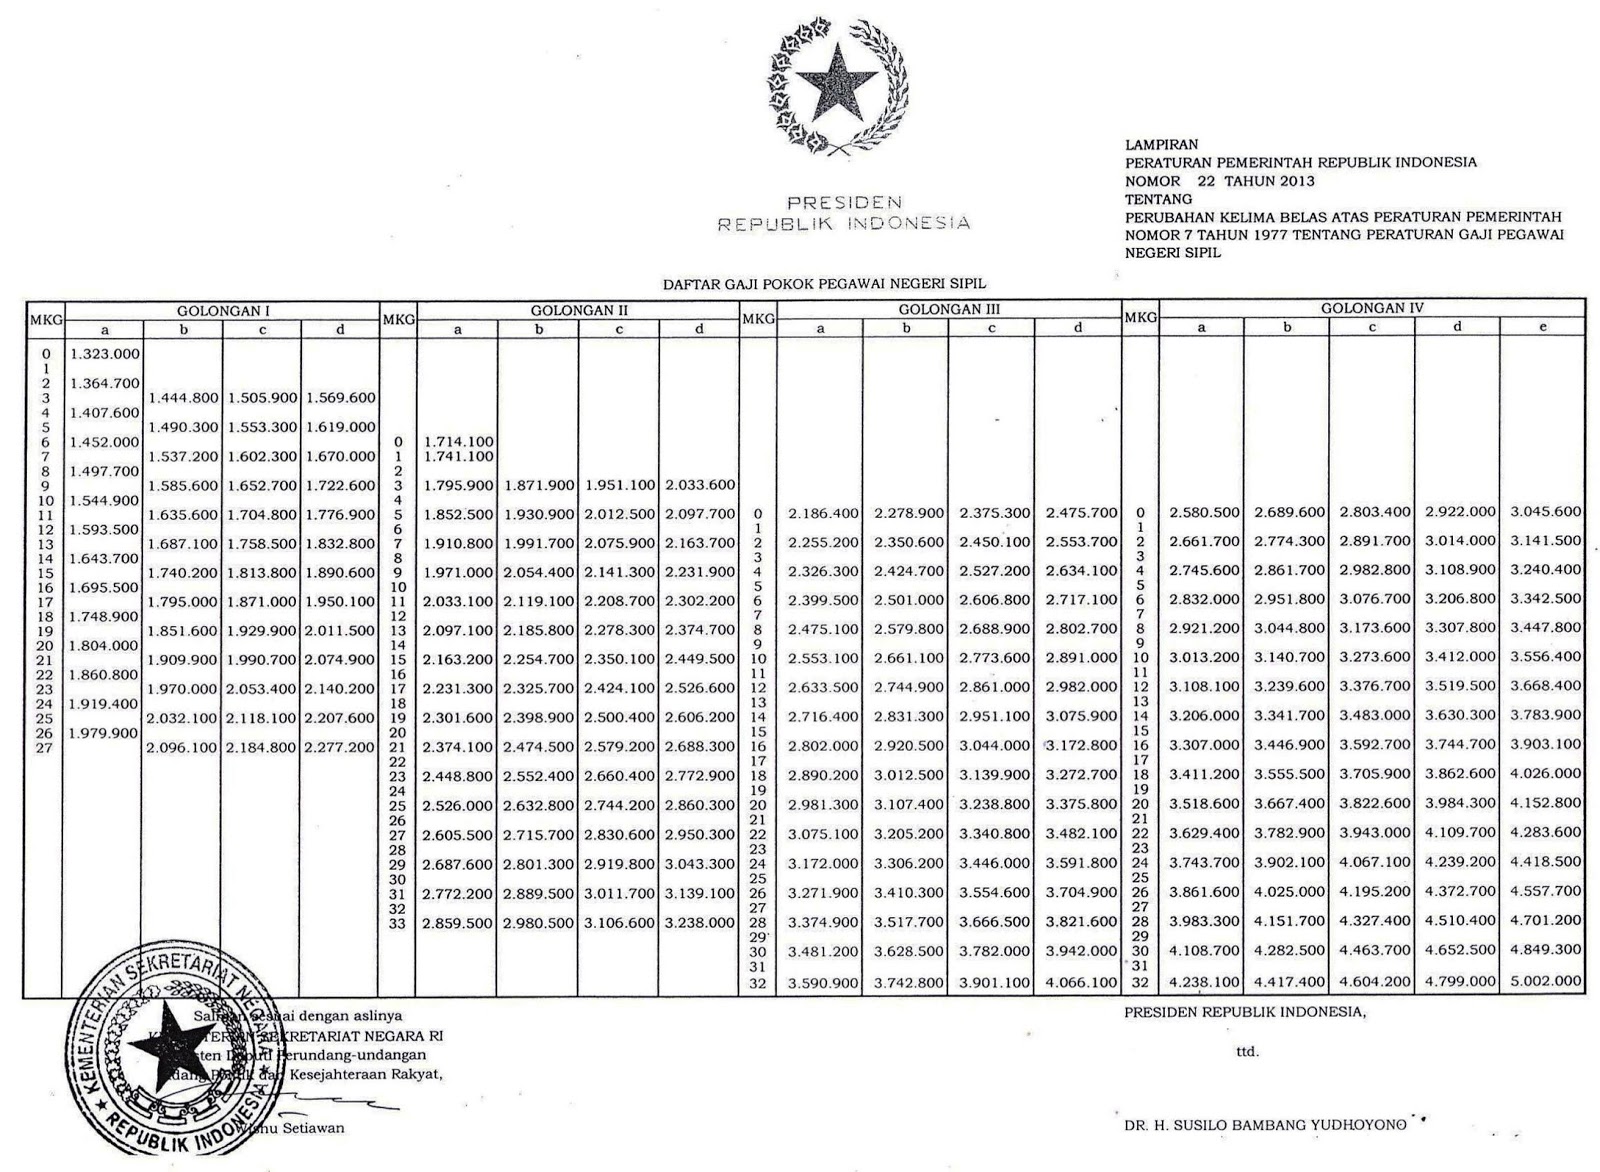 PRESIDEN
REPUBLIK INDONESIA
LAMPIRAN
PERATURAN PEMERINTAH REPUBLIK INDONESIA
NOMOR 22 TAHUN 2013
TENTANG
PERUBAHAN KELIMA BELAS ATAS PERATURAN PEMERINTAH
NOMOR 7 TAHUN 1977 TENTANG PERATURAN GAJI PEGAWAI
NEGERI SIPIL
DAFTAR GAJI POKOK PEGAWAI NEGERI SIPIL
MKG GOLONGAN I MKG GOLONGAN II MKG GOLONGAN III MKG GOLONGAN IV
a b c d a b c d a b c d a b c d e
0 1.323.000
1
2 1.364.700
3 1.444.800 1.505.900 1.569.600
4 1.407.600
5 1.490.300 1.553.300 1.619.000
6 1.452.000 0 1.714.100
7 1.537.200 1.602.300 1.670.000 1 1.741.100
8 1.497.700 2
9 1.585.600 1.652.700 1.722.600 3 1.795.900 1.871.900 1.951.100 2.033.600
10 1.544.900 4
11 1.635.600 1.704.800 1.776.900 5 1.852.500 1.930.900 2.012.500 2.097.700 0 2.186.400 2.278.900 2.375.300 2.475.700 0 2.580.500 2.689.600 2.803.400 2.922.000 3.045.600
12 1.593.500 6 1 1
13 1.687.100 1.758.500 1.832.800 7 1.910.800 1.991.700 2.075.900 2.163.700 2 2.255.200 2.350.600 2.450.100 2.553.700 2 2.661.700 2.774.300 2.891.700 3.014.000 3.141.500
14 1.643.700 8 3 3
15 1.740.200 1.813.800 1.890.600 9 1.971.000 2.054.400 2.141.300 2.231.900 4 2.326.300 2.424.700 2.527.200 2.634.100 4 2.745.600 2.861.700 2.982.800 3.108.900 3.240.400
16 1.695.500 10 5 5
17 1.795.000 1.871.000 1.950.100 11 2.033.100 2.119.100 2.208.700 2.302.200 6 2.399.500 2.501.000 2.606.800 2.717.100 6 2.832.000 2.951.800 3.076.700 3.206.800 3.342.500
18 1.748.900 12 7 7
19 1.851.600 1.929.900 2.011.500 13 2.097.100 2.185.800 2.278.300 2.374.700 8 2.475.100 2.579.800 2.688.900 2.802.700 8 2.921.200 3.044.800 3.173.600 3.307.800 3.447.800
20 1.804.000 14 9 9
21 1.909.900 1.990.700 2.074.900 15 2.163.200 2.254.700 2.350.100 2.449.500 10 2.553.100 2.661.100 2.773.600 2.891.000 10 3.013.200 3.140.700 3.273.600 3.412.000 3.556.400
22 1.860.800 16 11 11
23 1.970.000 2.053.400 2.140.200 17 2.231.300 2.325.700 2.424.100 2.526.600 12 2.633.500 2.744.900 2.861.000 2.982.000 12 3.108.100 3.239.600 3.376.700 3.519.500 3.668.400
24 1.919.400 18 13 13
25 2.032.100 2.118.100 2.207.600 19 2.301.600 2.398.900 2.500.400 2.606.200 14 2.716.400 2.831.300 2.951.100 3.075.900 14 3.206.000 3.341.700 3.483.000 3.630.300 3.783.900
26 1.979.900 20 15 15
27 2.096.100 2.184.800 2.277.200 21 2.374.100 2.474.500 2.579.200 2.688.300 16 2.802.000 2.920.500 3.044.000 3.172.800 16 3.307.000 3.446.900 3.592.700 3.744.700 3.903.100
22 17 17
23 2.448.800 2.552.400 2.660.400 2.772.900 18 2.890.200 3.012.500 3.139.900 3.272.700 18 3.411.200 3.555.500 3.705.900 3.862.600 4.026.000
24 19 19
25 2.526.000 2.632.800 2.744.200 2.860.300 20 2.981.300 3.107.400 3.238.800 3.375.800 20 3.518.600 3.667.400 3.822.600 3.984.300 4.152.800
26 21 21
27 2.605.500 2.715.700 2.830.600 2.950.300 22 3.075.100 3.205.200 3.340.800 3.482.100 22 3.629.400 3.782.900 3.943.000 4.109.700 4.283.600
28 23 23
29 2.687.600 2.801.300 2.919.800 3.043.300 24 3.172.000 3.306.200 3.446.000 3.591.800 24 3.743.700 3.902.100 4.067.100 4.239.200 4.418.500
30 25 25
31 2.772.200 2.889.500 3.011.700 3.139.100 26 3.271.900 3.410.300 3.554.600 3.704.900 26 3.861.600 4.025.000 4.195.200 4.372.700 4.557.700
32 27 27
33 2.859.500 2.980.500 3.106.600 3.238.000 28 3.374.900 3.517.700 3.666.500 3.821.600 28 3.983.300 4.151.700 4.327.400 4.510.400 4.701.200
29 29
30 3.481.200 3.628.500 3.782.000 3.942.000 30 4.108.700 4.282.500 4.463.700 4.652.500 4.849.300
31 31
32 3.590.900 3.742.800 3.901.100 4.066.100 32 4.238.100 4.417.400 4.604.200 4.799.000 5.002.000
KEMENTERIAN SEKRETARIAT NEGARA
REPUBLIK INDONESIA
Salinan sesuai dengan aslinya
KEMENTERIAN SEKRETARIAT NEGARA RI
Asisten Deputi Perundang-undangan
Bidang Politik dan Kesejahteraan Rakyat,
Wisnu Setiawan
PRESIDEN REPUBLIK INDONESIA,
ttd.
DR. H. SUSILO BAMBANG YUDHOYONO